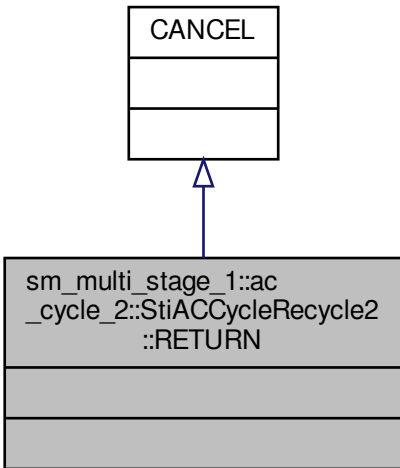 CANCEL
sm_multi_stage_1::ac
_cycle_2::StiACCycleRecycle2
::RETURN